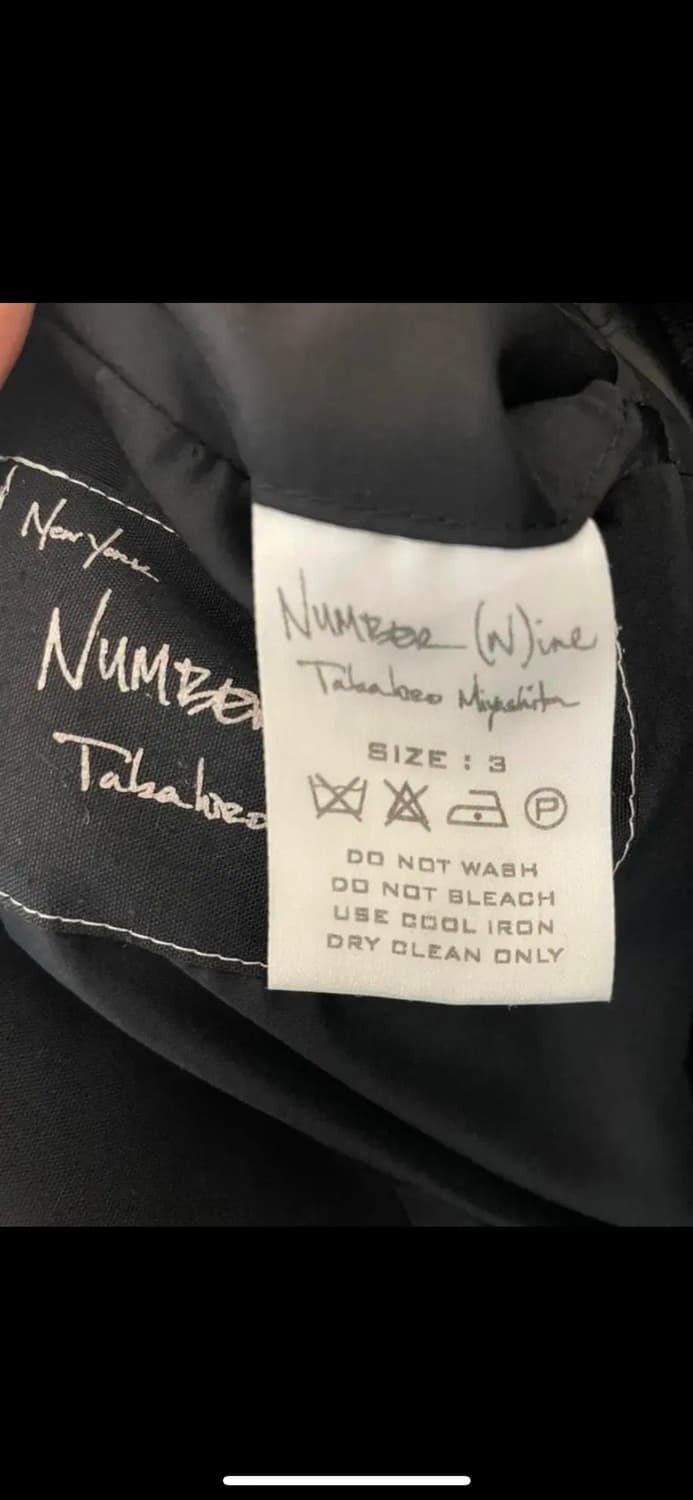 New York
NUMBER
Takahiro
NUMBER (N)ine
Takahiro Miyashita
SIZE : 3
P
DO NOT WASH
DO NOT BLEACH
USE COOL IRON
DRY CLEAN ONLY